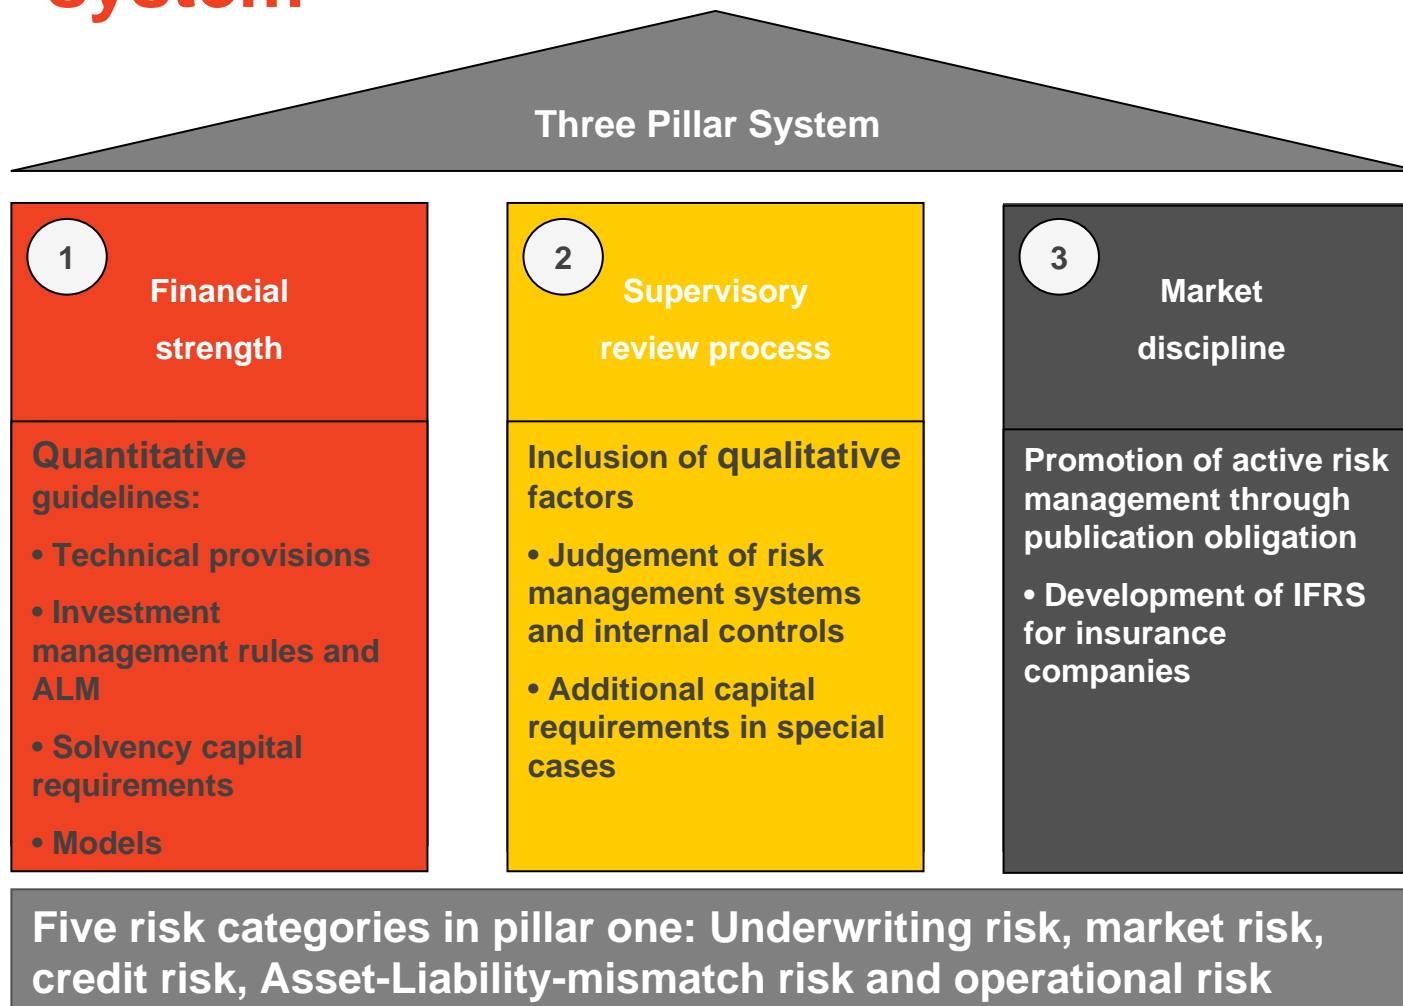 system
Three Pillar System
1
Financial
strength
Quantitative
guidelines:
• Technical provisions
• Investment
management rules and
ALM
• Solvency capital
requirements
• Models
2
Supervisory
review process
Inclusion of qualitative
factors
• Judgement of risk
management systems
and internal controls
• Additional capital
requirements in special
cases
3
Market
discipline
Promotion of active risk
management through
publication obligation
• Development of IFRS
for insurance
companies
Five risk categories in pillar one: Underwriting risk, market risk,
credit risk, Asset-Liability-mismatch risk and operational risk